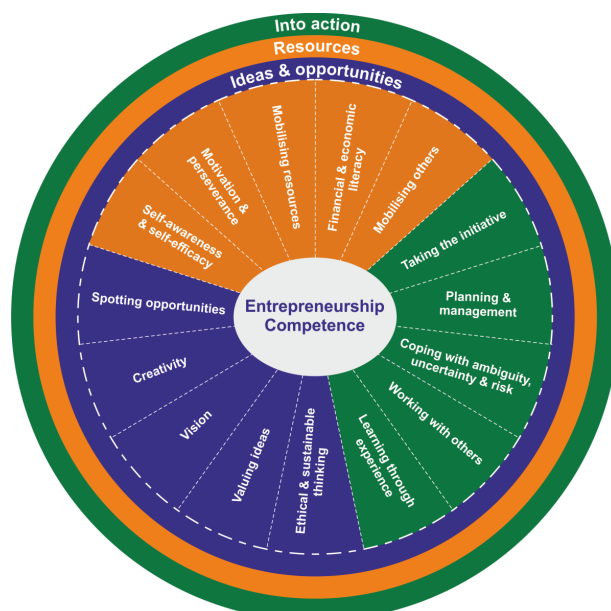 Into action
Resources
Ideas & opportunities
Mobilising resources
Financial & economic
literacy
Motivation &
perseverance
Mobilising others
Self-awareness
& self-efficacy
Taking the initiative
Spotting opportunities
Entrepreneurship
Competence
Planning &
management
Creativity
Coping with ambiguity,
uncertainty & risk
Vision
Working with others
Valuing ideas
Ethical & sustainable
thinking
Learning through
experience